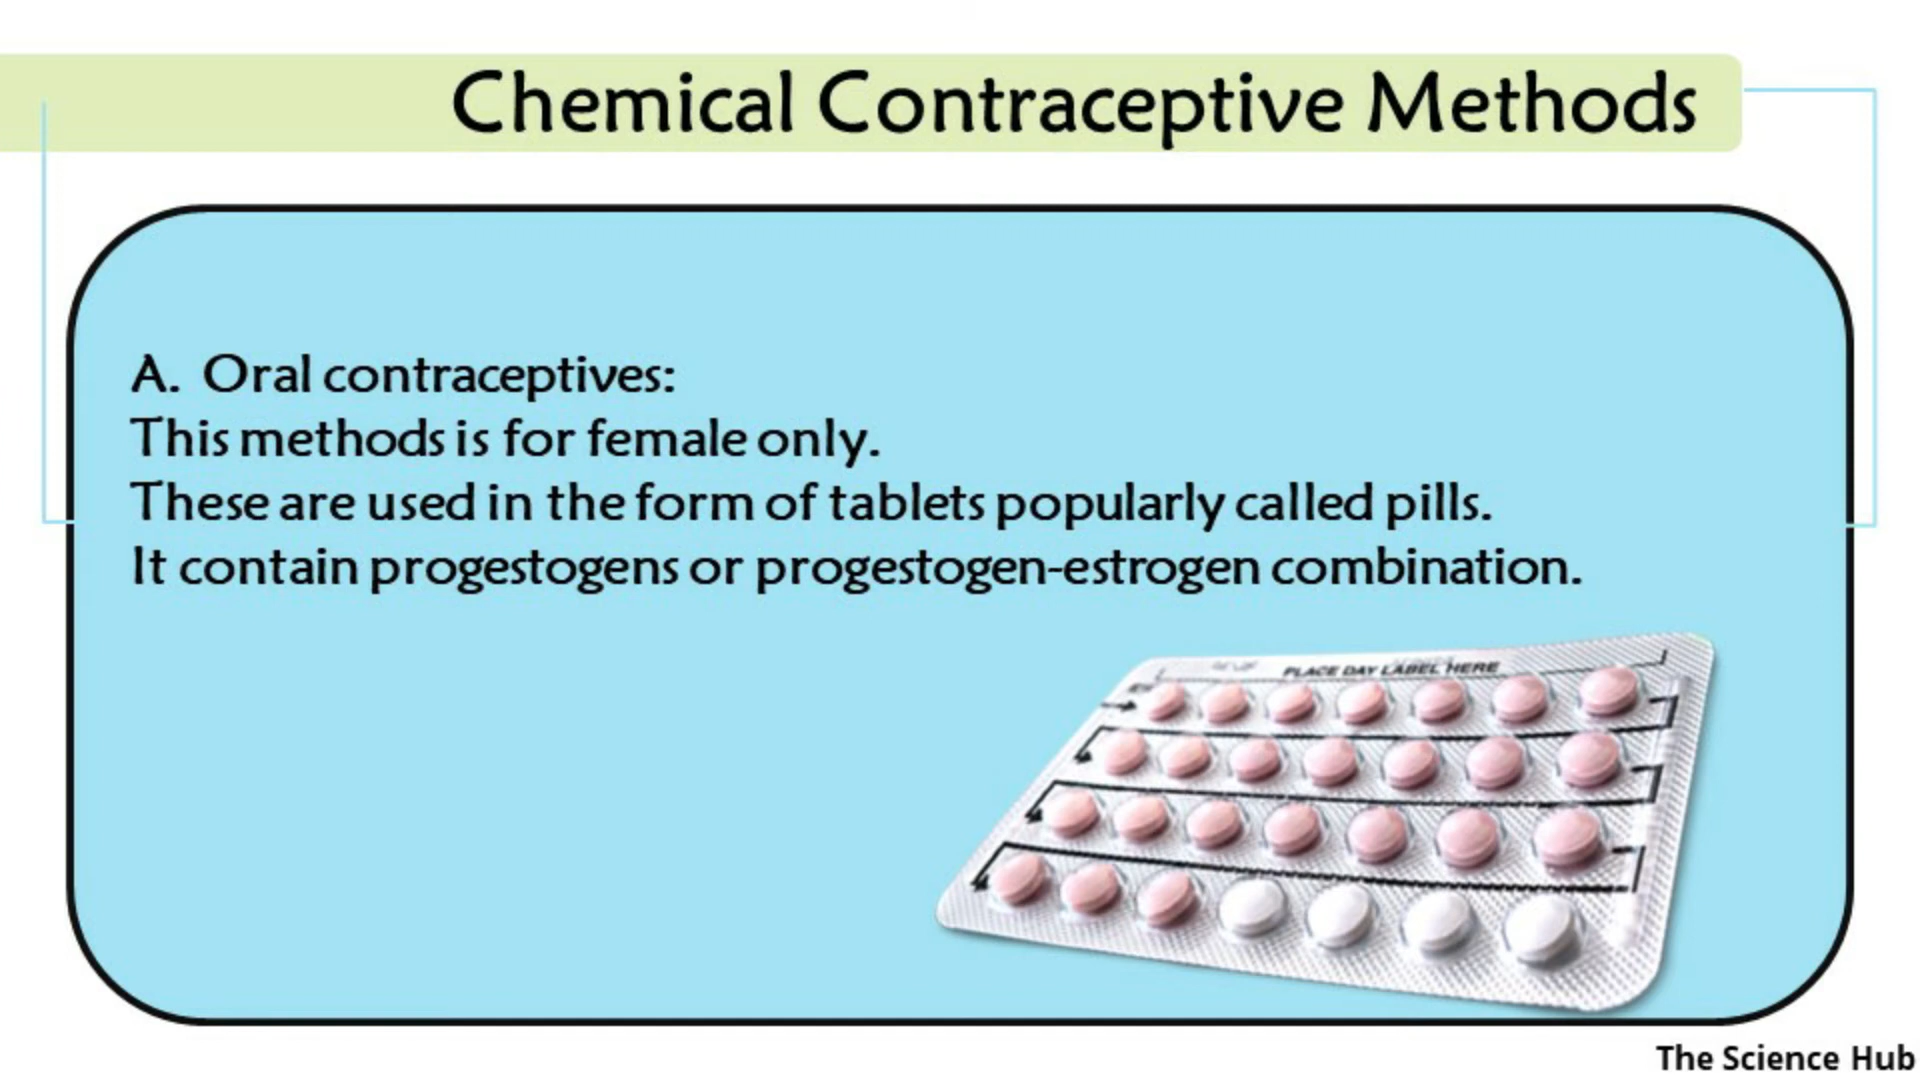 Chemical Contraceptive Methods
A. Oral contraceptives:
This methods is for female only.
These are used in the form of tablets popularly called pills.
It contain progestogens or progestogen-estrogen combination.
PLACE DAY LABEL HERE
The Science Hub